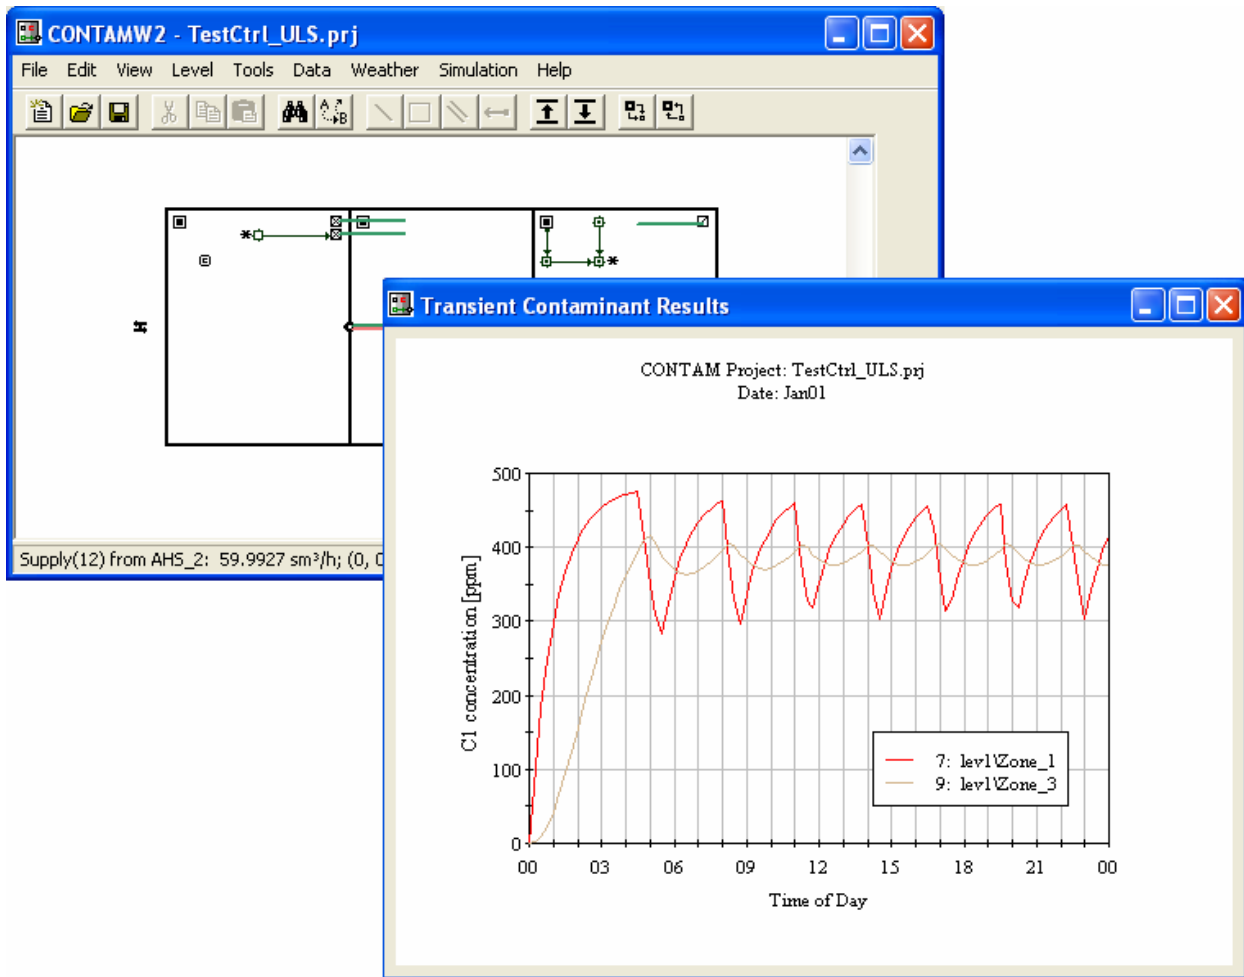 CONTAMW2 - TestCtrl_ULS.prj
File Edit View Level Tools Data Weather Simulation Help
A
B
C
Transient Contaminant Results
CONTAM Project: TestCtrl_ULS.prj
Date: Jan01
500
400
300
200
100
0
C1 concentration [ppm]
7: lev1\Zone_1
9: lev1\Zone_3
00 03 06 09 12 15 18 21 00
Time of Day
Supply(12) from AHS_2: 59.9927 sm³/h; (0,